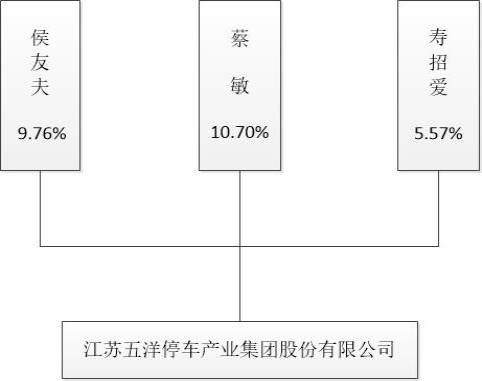 侯友夫
9.76%
蔡敏
10.70%
寿招爱
5.57%
江苏五洋停车产业集团股份有限公司